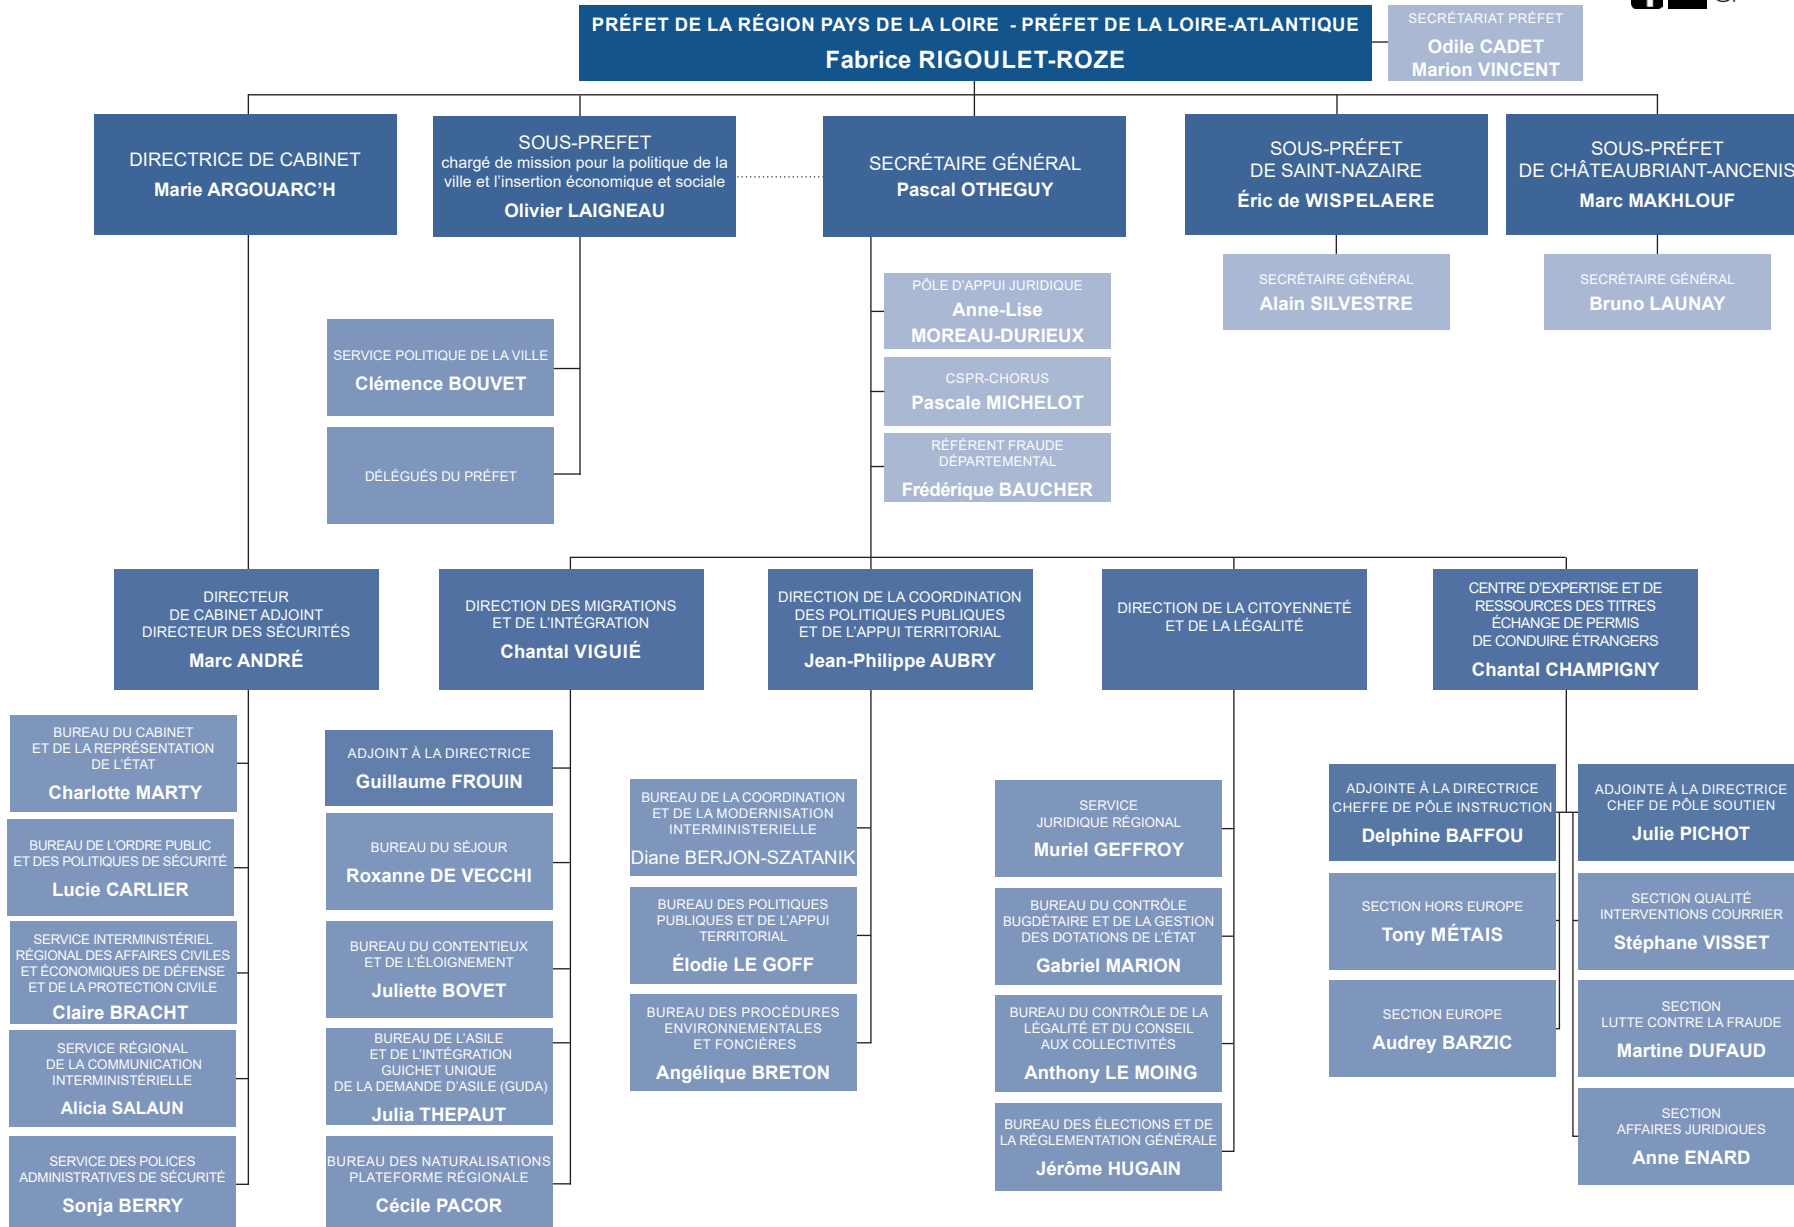 PRÉFET DE LA RÉGION PAYS DE LA LOIRE - PRÉFET DE LA LOIRE-ATLANTIQUE
Fabrice RIGOULET-ROZE
SECRÉTARIAT PRÉFET
Odile CADET
Marion VINCENT
DIRECTRICE DE CABINET
Marie ARGOUARC'H
SOUS-PREFET
chargé de mission pour la politique de la
ville et l'insertion économique et sociale
Olivier LAIGNEAU
SECRÉTAIRE GÉNÉRAL
Pascal OTHEGUY
SOUS-PRÉFET
DE SAINT-NAZAIRE
Éric de WISPELAERE
SOUS-PRÉFET
DE CHÂTEAUBRIANT-ANCENIS
Marc MAKHLOUF
SECRÉTAIRE GÉNÉRAL
Alain SILVESTRE
SECRÉTAIRE GÉNÉRAL
Bruno LAUNAY
PÔLE D'APPUI JURIDIQUE
Anne-Lise
MOREAU-DURIEUX
CSPR-CHORUS
Pascale MICHELOT
RÉFÉRENT FRAUDE
DÉPARTEMENTAL
Frédérique BAUCHER
SERVICE POLITIQUE DE LA VILLE
Clémence BOUVET
DÉLÉGUÉS DU PRÉFET
DIRECTEUR
DE CABINET ADJOINT
DIRECTEUR DES SÉCURITÉS
Marc ANDRÉ
DIRECTION DES MIGRATIONS
ET DE L'INTÉGRATION
Chantal VIGUIÉ
DIRECTION DE LA COORDINATION
DES POLITIQUES PUBLIQUES
ET DE L'APPUI TERRITORIAL
Jean-Philippe AUBRY
DIRECTION DE LA CITOYENNETÉ
ET DE LA LÉGALITÉ
CENTRE D'EXPERTISE ET DE
RESSOURCES DES TITRES
ÉCHANGE DE PERMIS
DE CONDUIRE ÉTRANGERS
Chantal CHAMPIGNY
BUREAU DU CABINET
ET DE LA REPRÉSENTATION
DE L'ÉTAT
Charlotte MARTY
BUREAU DE L'ORDRE PUBLIC
ET DES POLITIQUES DE SÉCURITÉ
Lucie CARLIER
SERVICE INTERMINISTÉRIEL
RÉGIONAL DES AFFAIRES CIVILES
ET ÉCONOMIQUES DE DÉFENSE
ET DE LA PROTECTION CIVILE
Claire BRACHT
SERVICE RÉGIONAL
DE LA COMMUNICATION
INTERMINISTÉRIELLE
Alicia SALAUN
SERVICE DES POLICES
ADMINISTRATIVES DE SÉCURITÉ
Sonja BERRY
ADJOINT À LA DIRECTRICE
Guillaume FROUIN
BUREAU DU SÉJOUR
Roxanne DE VECCHI
BUREAU DU CONTENTIEUX
ET DE L'ÉLOIGNEMENT
Juliette BOVET
BUREAU DE L'ASILE
ET DE L'INTÉGRATION
GUICHET UNIQUE
DE LA DEMANDE D'ASILE (GUDA)
Julia THEPAUT
BUREAU DES NATURALISATIONS
PLATEFORME RÉGIONALE
Cécile PACOR
BUREAU DE LA COORDINATION
ET DE LA MODERNISATION
INTERMINISTERIELLE
Diane BERJON-SZATANIK
BUREAU DES POLITIQUES
PUBLIQUES ET DE L'APPUI
TERRITORIAL
Élodie LE GOFF
BUREAU DES PROCÉDURES
ENVIRONNEMENTALES
ET FONCIÈRES
Angélique BRETON
SERVICE
JURIDIQUE RÉGIONAL
Muriel GEFFROY
BUREAU DU CONTRÔLE
BUGDÉTAIRE ET DE LA GESTION
DES DOTATIONS DE L'ÉTAT
Gabriel MARION
BUREAU DU CONTRÔLE DE LA
LÉGALITÉ ET DU CONSEIL
AUX COLLECTIVITÉS
Anthony LE MOING
BUREAU DES ÉLECTIONS ET DE
LA RÉGLEMENTATION GÉNÉRALE
Jérôme HUGAIN
ADJOINTE À LA DIRECTRICE
CHEFFE DE PÔLE INSTRUCTION
Delphine BAFFOU
SECTION HORS EUROPE
Tony MÉTAIS
SECTION EUROPE
Audrey BARZIC
ADJOINTE À LA DIRECTRICE
CHEF DE PÔLE SOUTIEN
Julie PICHOT
SECTION QUALITÉ
INTERVENTIONS COURRIER
Stéphane VISSET
SECTION
LUTTE CONTRE LA FRAUDE
Martine DUFAUD
SECTION
AFFAIRES JURIDIQUES
Anne ENARD